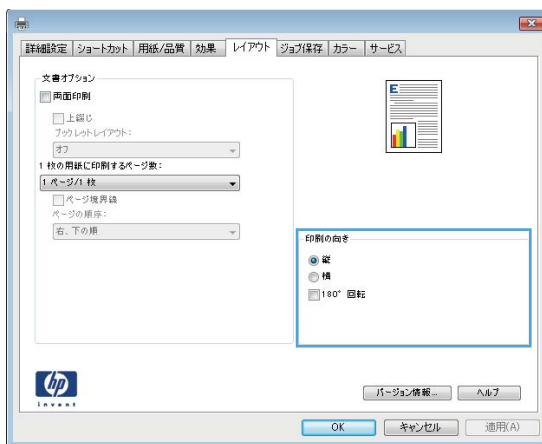 詳細設定 ショートカット 用紙/品質 効果 レイアウト ジョブ保存 カラー サービス
文書オプション
両面印刷
上綴じ
ブックレットレイアウト:
オフ
1 枚の用紙に印刷するページ数:
1 ページ/1 枚
ページ境界線
ページの順序:
右、下の順
E
印刷の向き
縦
横
180° 回転
hp
invent
バージョン情報...
ヘルプ
OK キャンセル 適用(A)